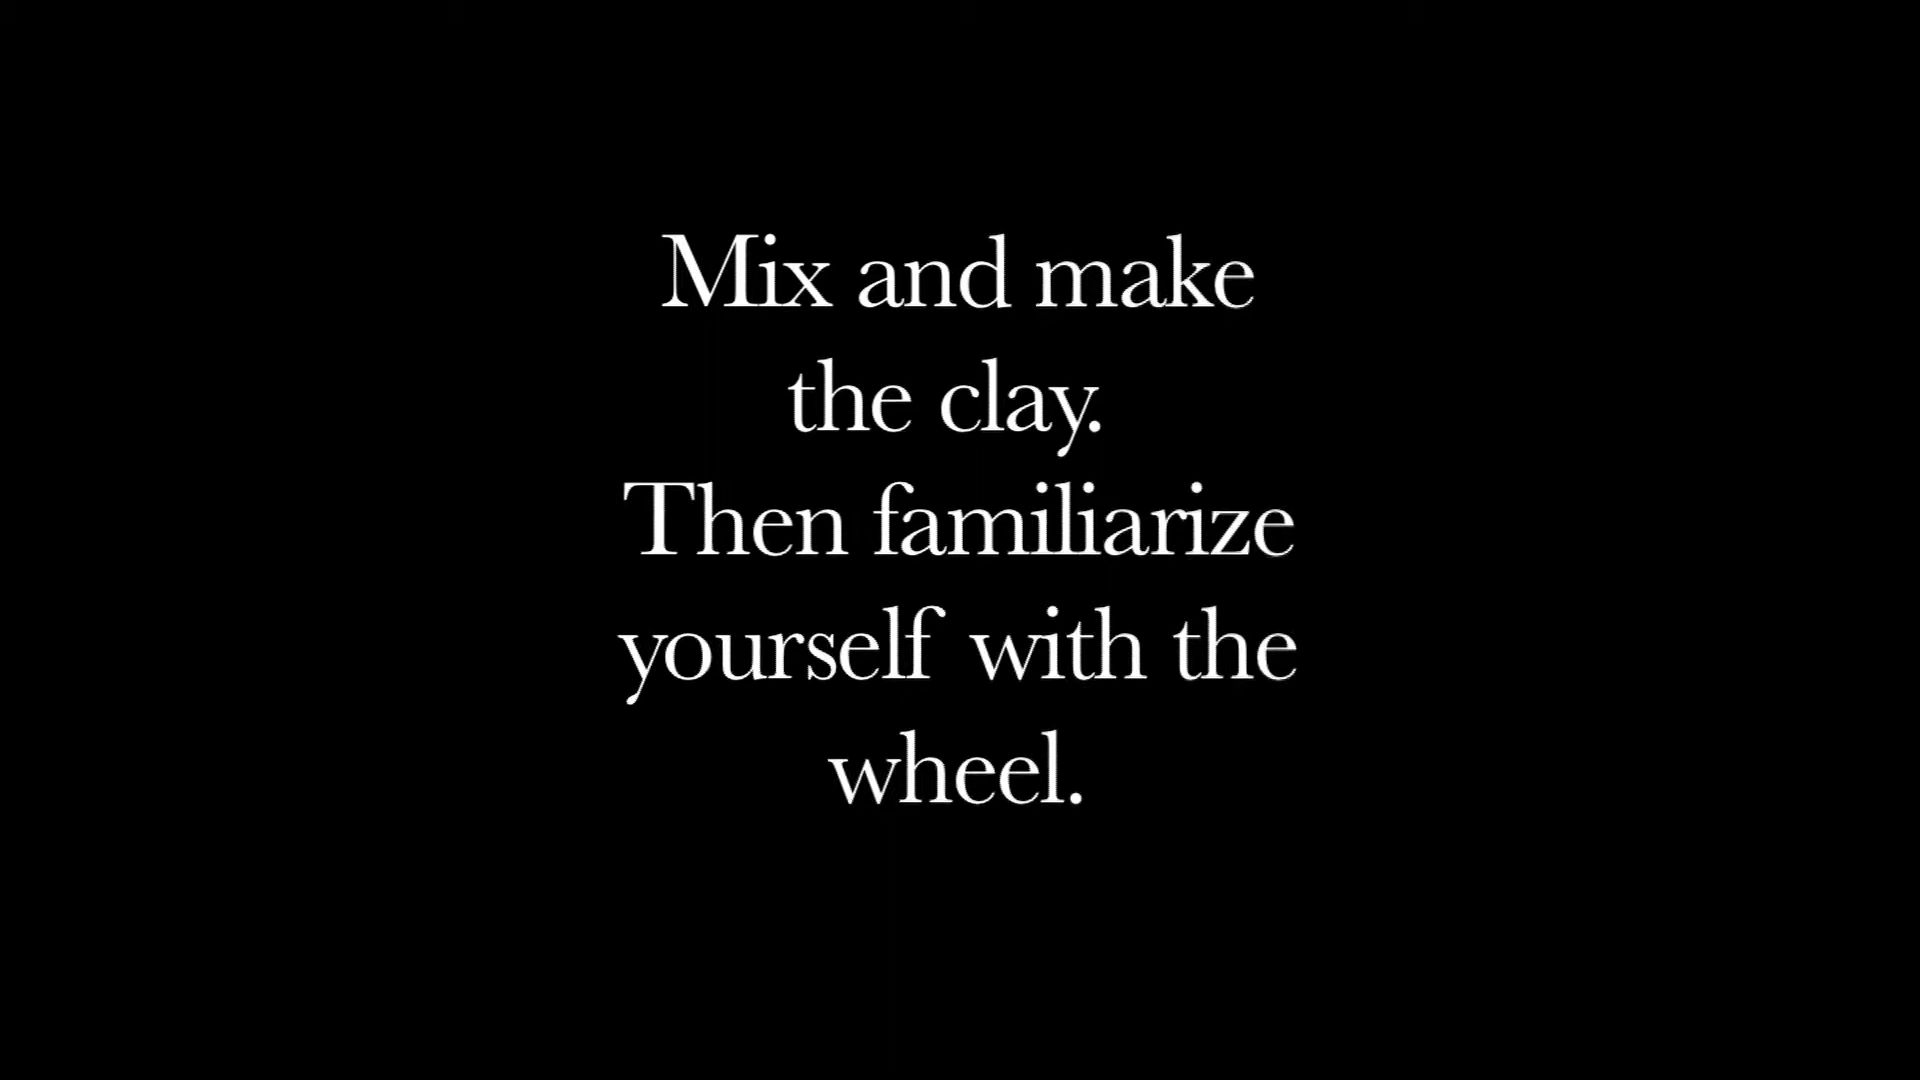 Mix and make
the clay.
Then familiarize
yourself with the
wheel.